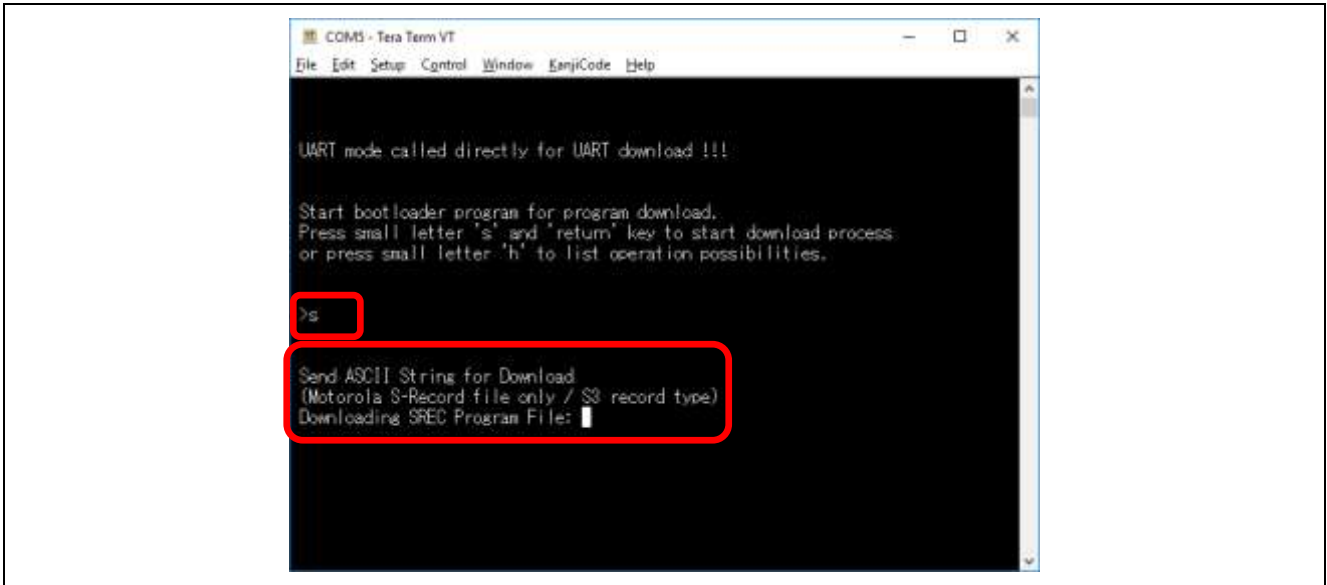 COM5 - Tera Term VT
File Edit Setup Control Window KanjiCode Help
UART mode called directly for UART download !!!
Start bootloader program for program download.
Press small letter 's' and 'return' key to start download process
or press small letter 'h' to list operation possibilities.
>s
Send ASCII String for Download
(Motorola S-Record file only / S3 record type)
Downloading SREC Program File: